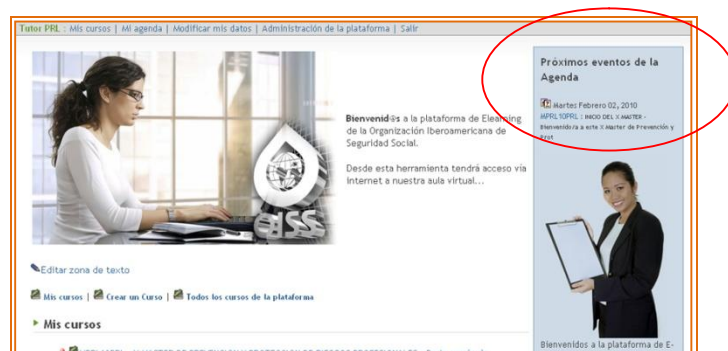 Tutor PRL : Mis cursos | Mi agenda | Modificar mis datos | Administración de la plataforma | Salir
Bienvenid@s a la plataforma de Elearning
de la Organización Iberoamericana de
Seguridad Social.
Desde esta herramienta tendrá acceso vía
internet a nuestra aula virtual...
OISS
Editar zona de texto
Mis cursos | Crear un Curso | Todos los cursos de la plataforma
Mis cursos
Próximos eventos de la
Agenda
Martes Febrero 02, 2010
MPRL10PRL : INICIO DEL X MASTER -
Bienvenido/a a este X Master de Prevención y
Prot
Bienvenidos a la plataforma de E-